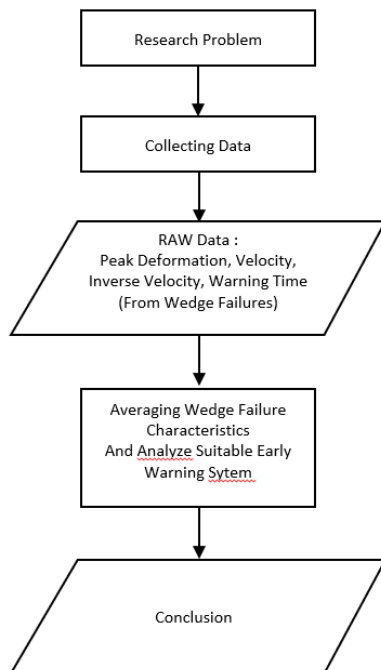 Research Problem
Collecting Data
RAW Data :
Peak Deformation, Velocity,
Inverse Velocity, Warning Time
(From Wedge Failures)
Averaging Wedge Failure
Characteristics
And Analyze Suitable Early
Warning Sytem
Conclusion